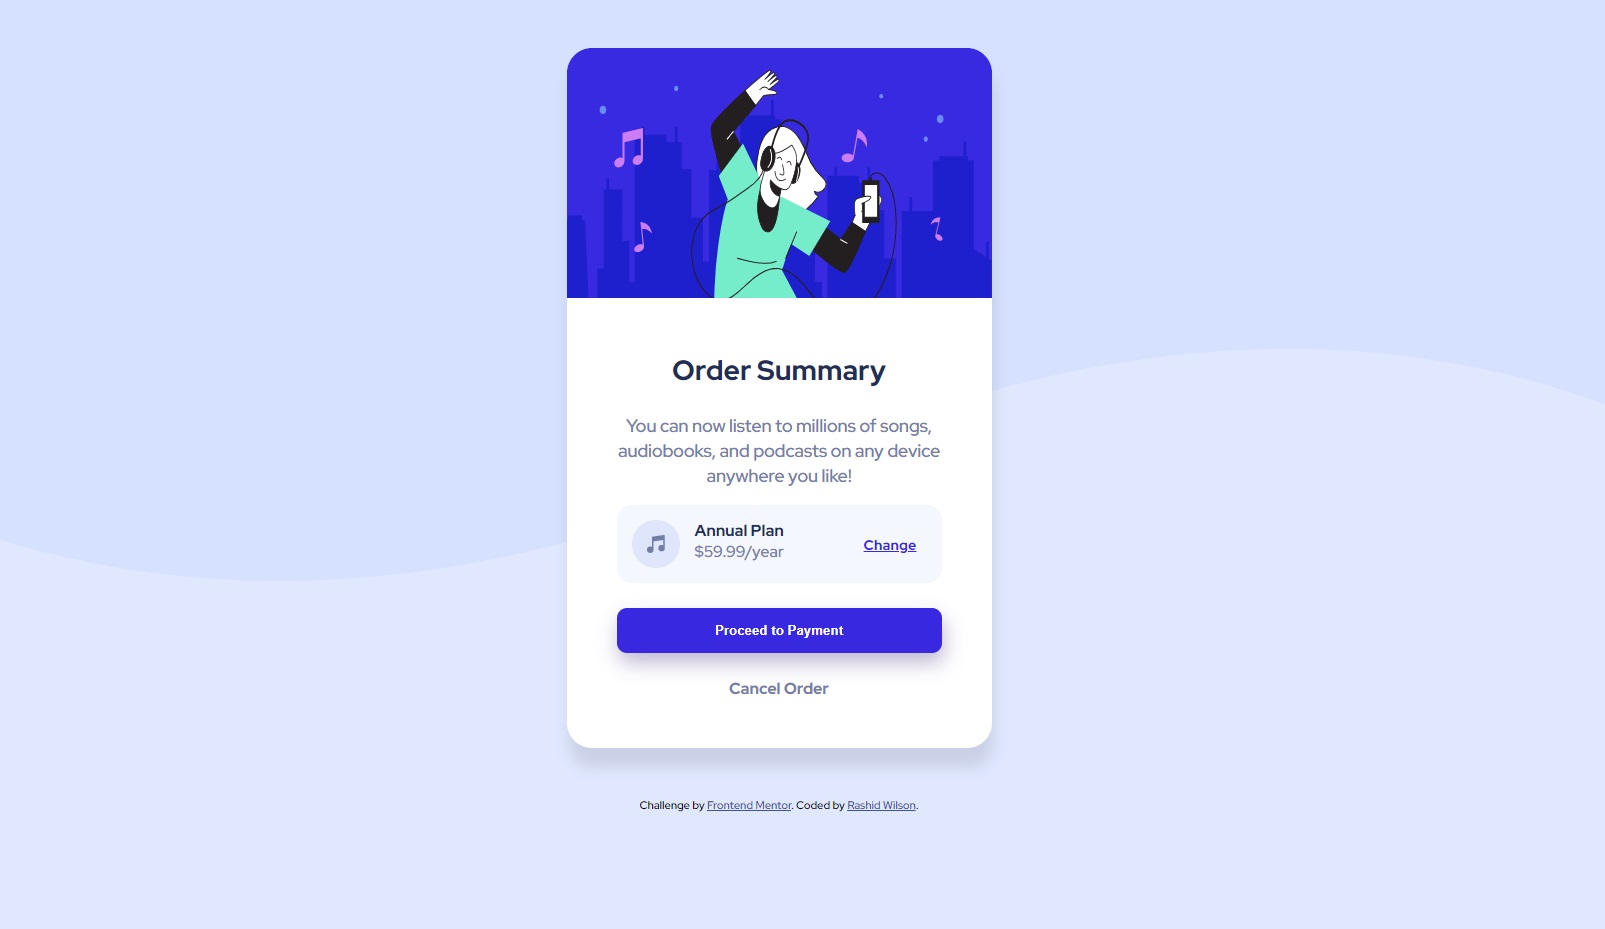 Order Summary
You can now listen to millions of songs,
audiobooks, and podcasts on any device
anywhere you like!
Annual Plan
$59.99/year
Change
Proceed to Payment
Cancel Order
Challenge by Frontend Mentor. Coded by Rashid Wilson.